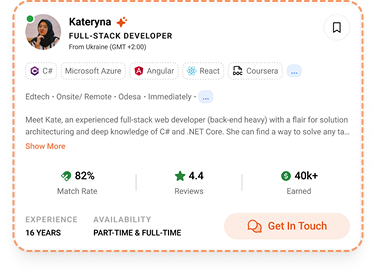 Kateryna
FULL-STACK DEVELOPER
From Ukraine (GMT +2:00)
C# Microsoft Azure Angular React DOC Coursera ...
Edtech • Onsite/ Remote • Odesa • Immediately • ...
Meet Kate, an experienced full-stack web developer (back-end heavy) with a flair for solution
architecturing and deep knowledge of C# and .NET Core. She can find a way to solve any ta...
Show More
82% 4.4 40k+
Match Rate Reviews Earned
EXPERIENCE AVAILABILITY
16 YEARS PART-TIME & FULL-TIME Get In Touch